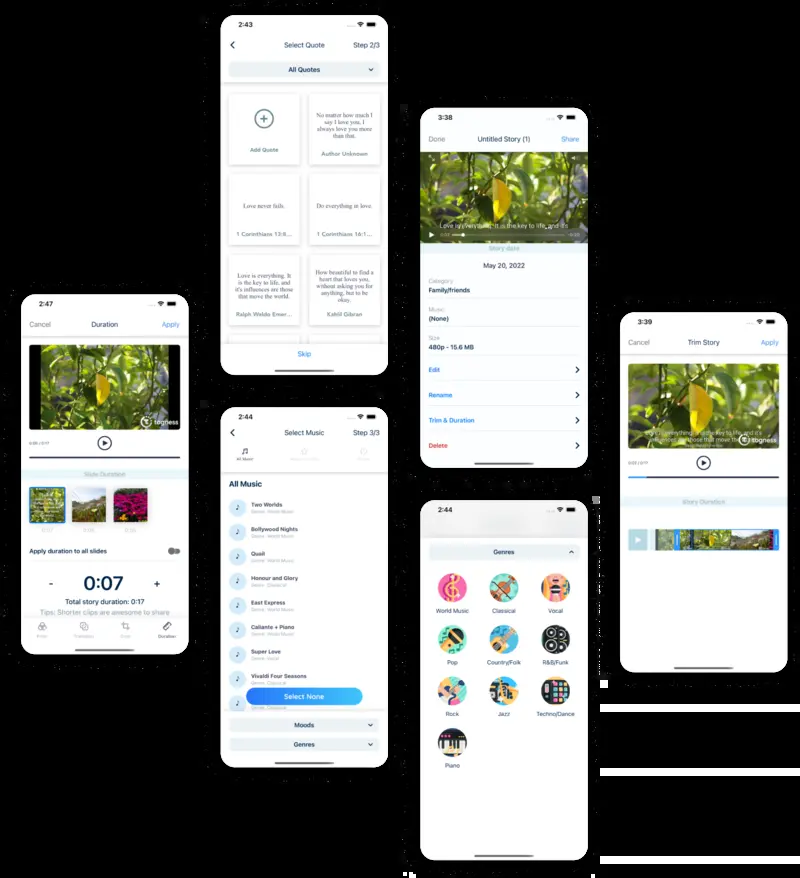 2:43
Select Quote
Step 2/3
All Quotes
Add Quote
No matter how much I
say I love you, I
always love you more
than that.
Author Unknown
Love never fails.
1 Corinthians 13:8...
Do everything in love.
1 Corinthians 16:1...
Love is everything. It
is the key to life, and
it's influences are those
that move the world.
Ralph Waldo Emer...
How beautiful to find a
heart that loves you,
without asking you for
anything, but to be
okay.
Kahlil Gibran
Skip
3:38
Done
Untitled Story (1)
Share
Love is everything. It is the key to life, and it's
Story date
May 20, 2022
Category
Family/friends
Music
(None)
Size
480p - 15.6 MB
Edit
Rename
Trim & Duration
Delete
2:47
Cancel
Duration
Apply
tagness
0:00 / 0:17
Slide Duration
0:07
Apply duration to all slides
-
0:07
+
Total story duration: 0:17
Tips: Shorter clips are awesome to share
Duration
3:39
Cancel
Trim Story
Apply
is everything. It is the key to life, and it's
influences are those that move the
tagness
Story Duration
2:44
Select Music
Step 3/3
All Music
All Music
Two Worlds
Genre: World Music
Bollywood Nights
Genre: World Music
Quail
Genre: World Music
Honour and Glory
Genre: Classical
East Express
Genre: World Music
Caliente + Piano
Genre: World Music
Super Love
Genre: Vocal
Vivaldi Four Seasons
Genre: Classical
Select None
Moods
Genres
2:44
Genres
World Music
Classical
Vocal
Pop
Country/Folk
R&B/Funk
Rock
Jazz
Techno/Dance
Piano